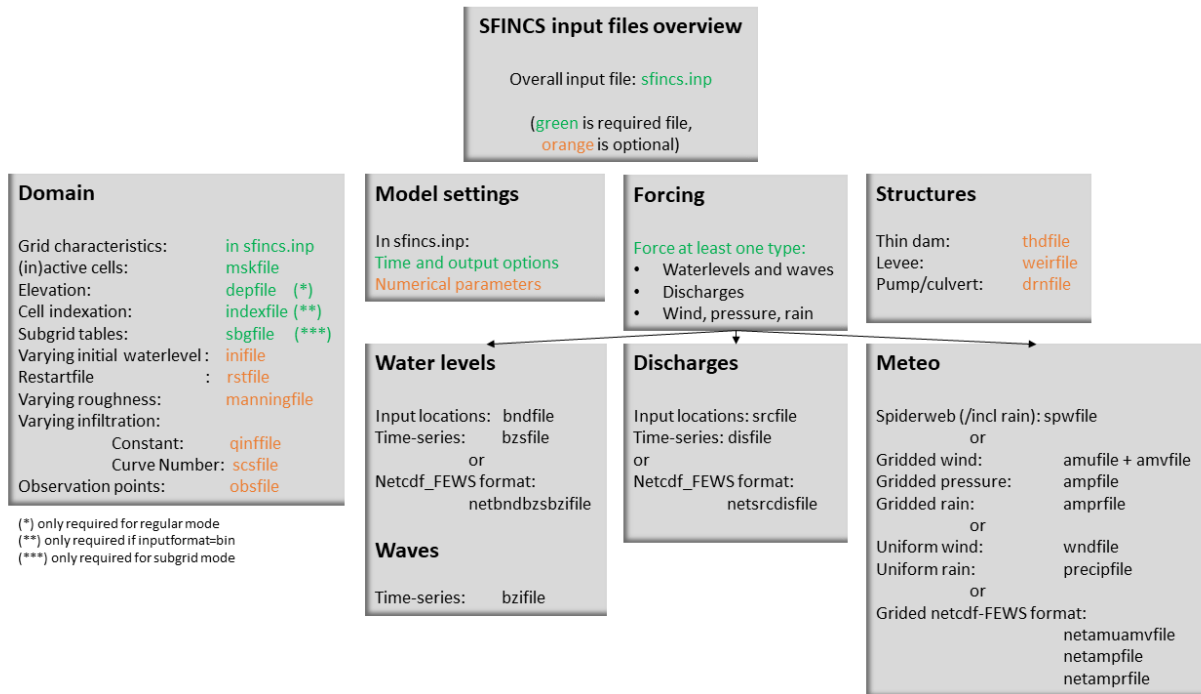 SFINCS input files overview
Overall input file: sfincs.inp
(green is required file,
orange is optional)
Domain
Grid characteristics: in sfincs.inp
(in)active cells: mskfile
Elevation: depfile (*)
Cell indexation: indexfile (**)
Subgrid tables: sbgfile (***)
Varying initial waterlevel : inifile
Restartfile : rstfile
Varying roughness: manningfile
Varying infiltration:
Constant: qinffile
Curve Number: scsfile
Observation points: obsfile
(*) only required for regular mode
(**) only required if inputformat=bin
(***) only required for subgrid mode
Model settings
In sfincs.inp:
Time and output options
Numerical parameters
Forcing
Force at least one type:
• Waterlevels and waves
• Discharges
• Wind, pressure, rain
Structures
Thin dam: thdfile
Levee: weirfile
Pump/culvert: drnfile
Water levels
Input locations: bndfile
Time-series: bzsfile
or
Netcdf_FEWS format:
netbndbzsbzifile
Waves
Time-series: bzifile
Discharges
Input locations: srcfile
Time-series: disfile
or
Netcdf_FEWS format:
netsrcdisfile
Meteo
Spiderweb (/incl rain): spwfile
or
Gridded wind: amufile + amvfile
Gridded pressure: ampfile
Gridded rain: amprfile
or
Uniform wind: wndfile
Uniform rain: precipfile
or
Grided netcdf-FEWS format:
netamuamvfile
netampfile
netamprfile